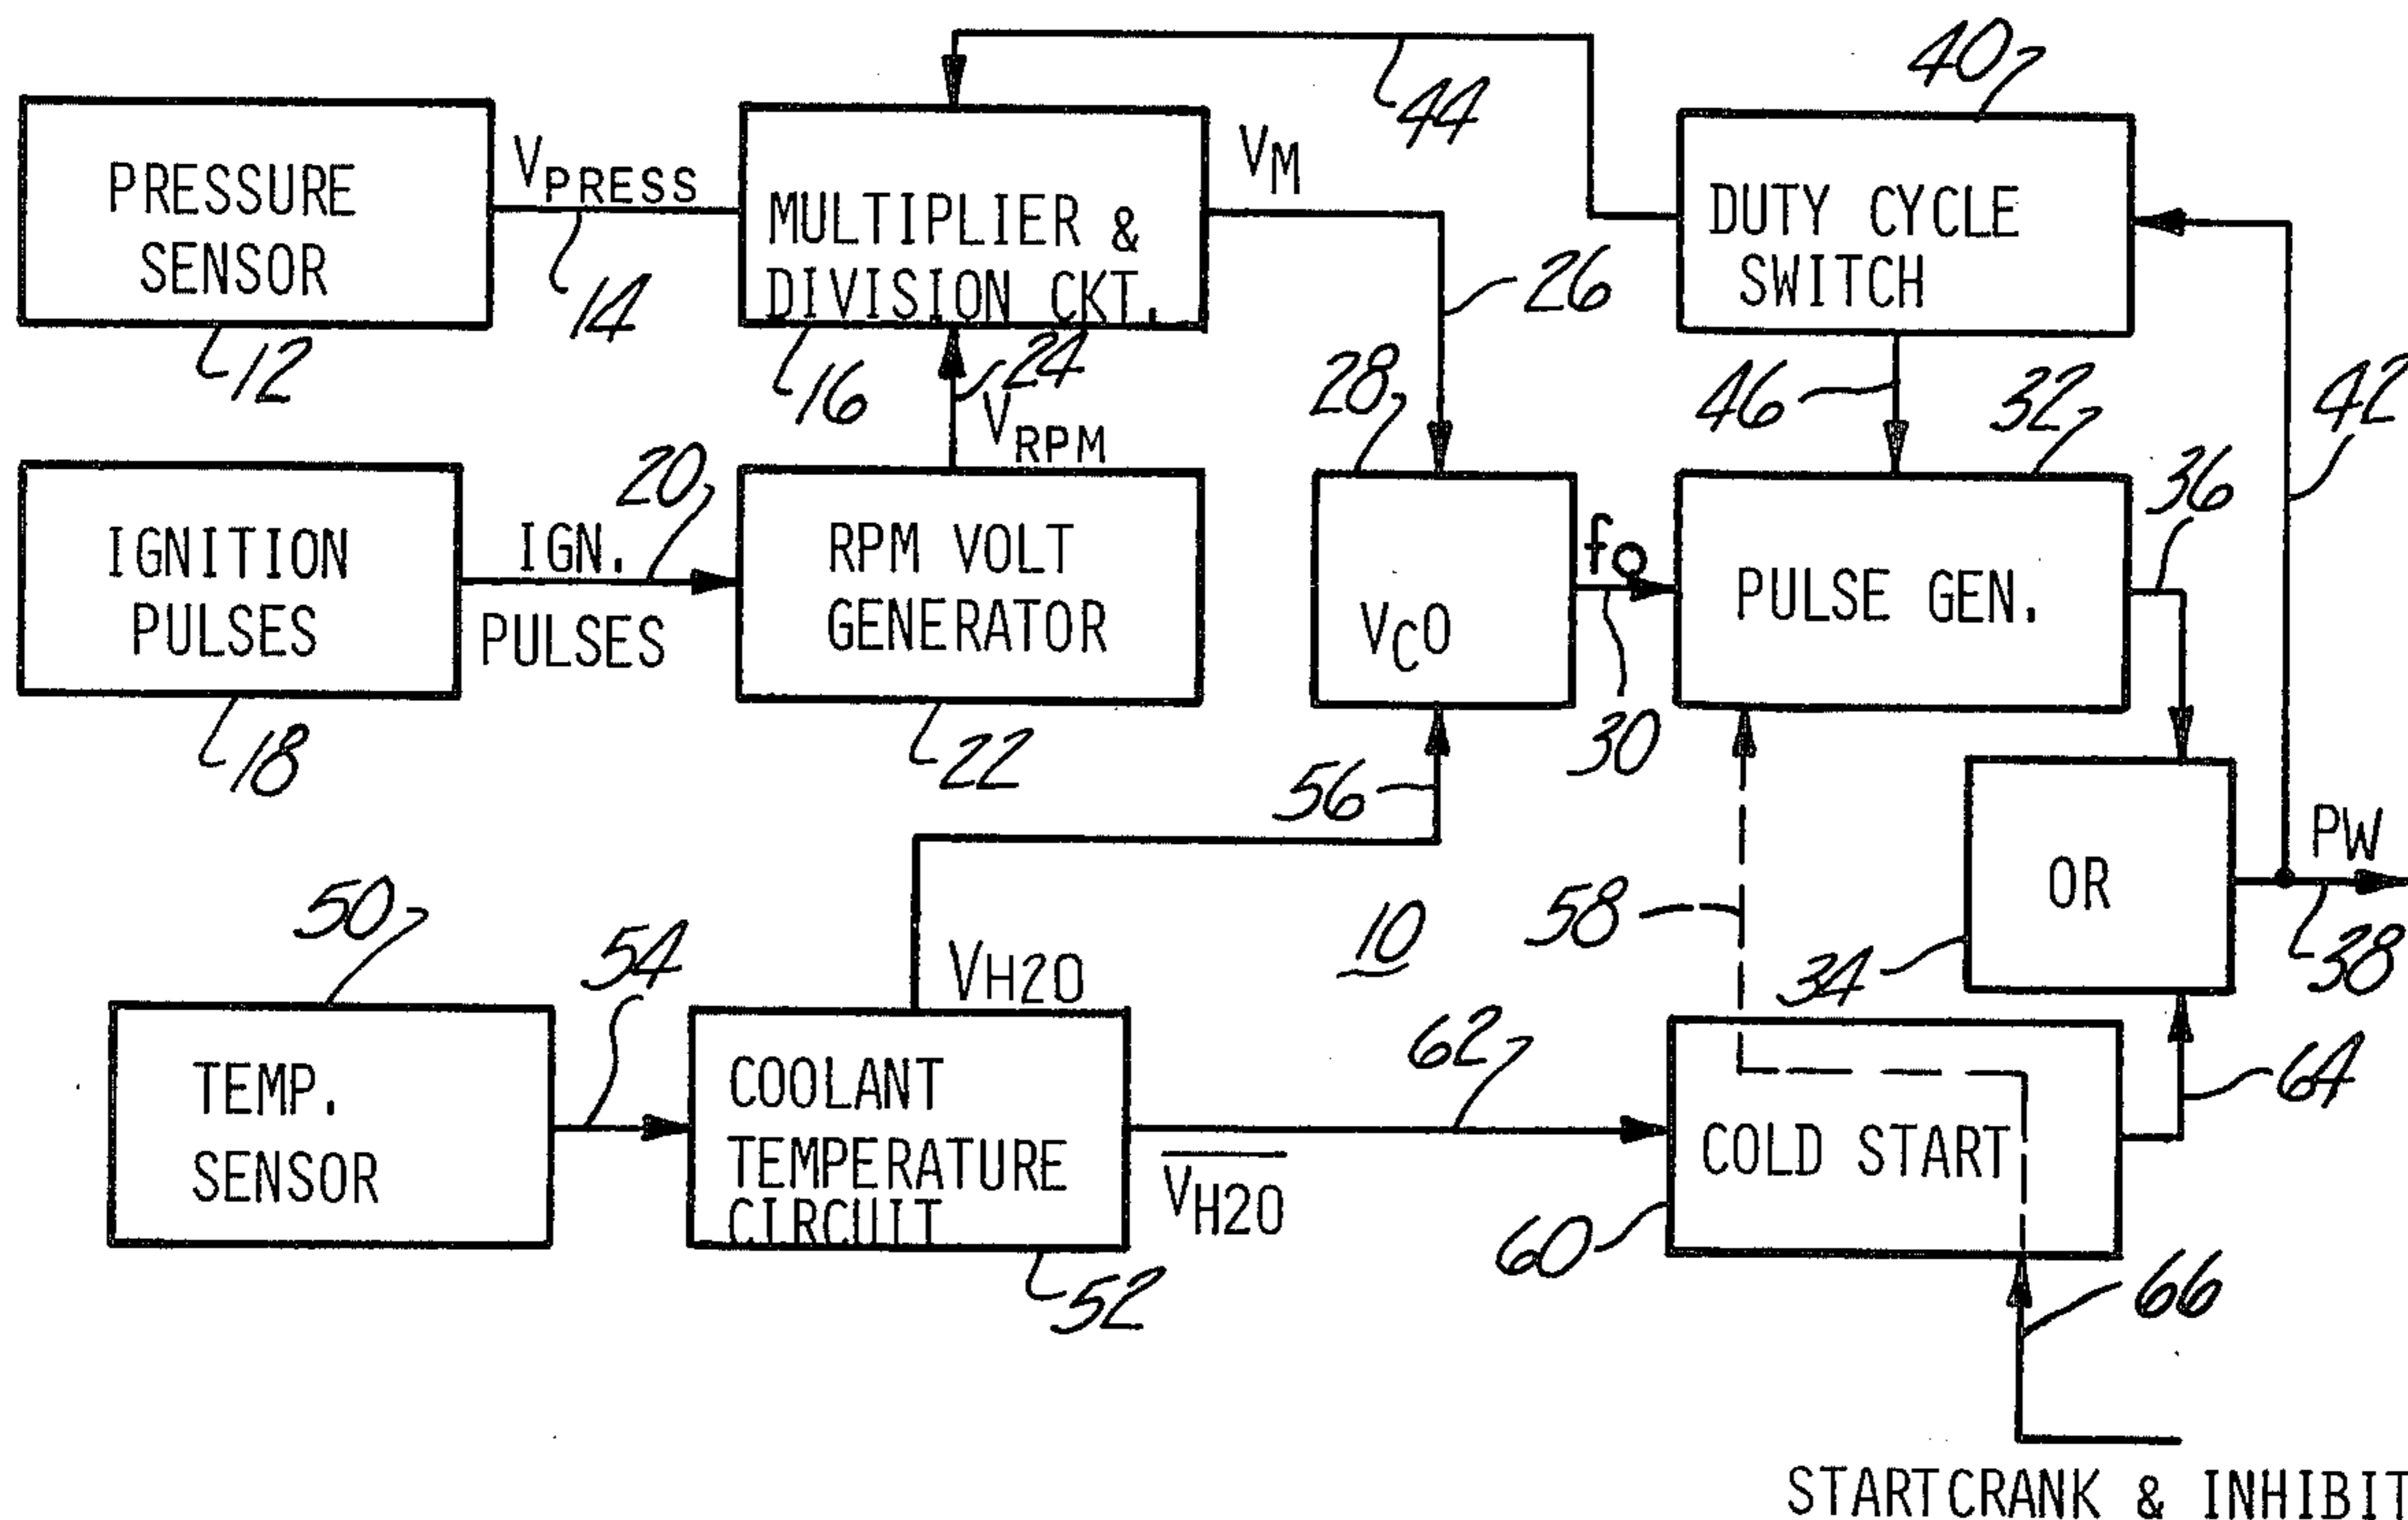 40
44
PRESSURE
SENSOR
12
VPRESS
14
MULTIPLIER &
DIVISION CKT.
16
24
VRPM
VM
26
DUTY CYCLE
SWITCH
46
42
IGNITION
PULSES
18
IGN.
PULSES
20
RPM VOLT
GENERATOR
22
28
VCO
fo
30
32
PULSE GEN.
36
56
58
10
OR
34
PW
38
50
TEMP.
SENSOR
54
VH2O
COOLANT
TEMPERATURE
CIRCUIT
52
62
V̅H̅2̅O̅
COLD START
60
64
66
STARTCRANK & INHIBIT